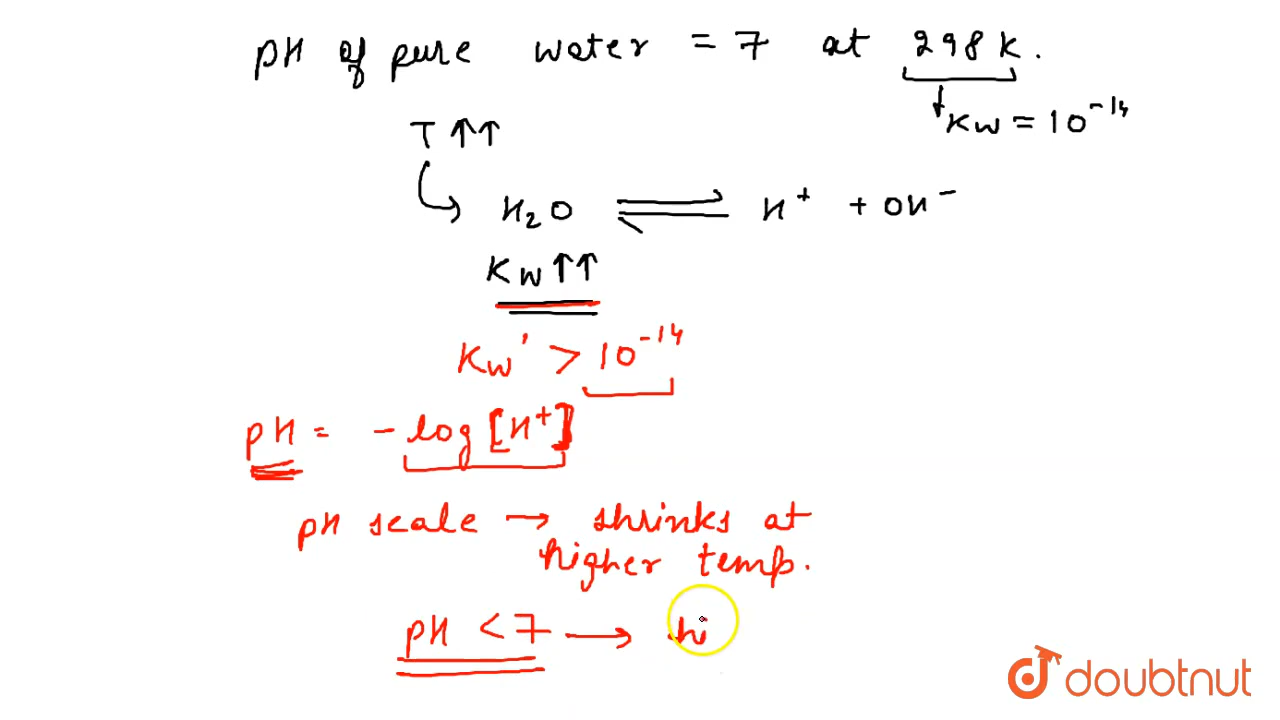 pH of pure water = 7 at 298 K.
Kw = 10⁻¹⁴
T ↑↑
H₂O ⇌ H⁺ + OH⁻
Kw ↑↑
Kw' > 10⁻¹⁴
pH = - log [H⁺]
pH scale → shrinks at
higher temp.
pH < 7 → hi
doubtnut